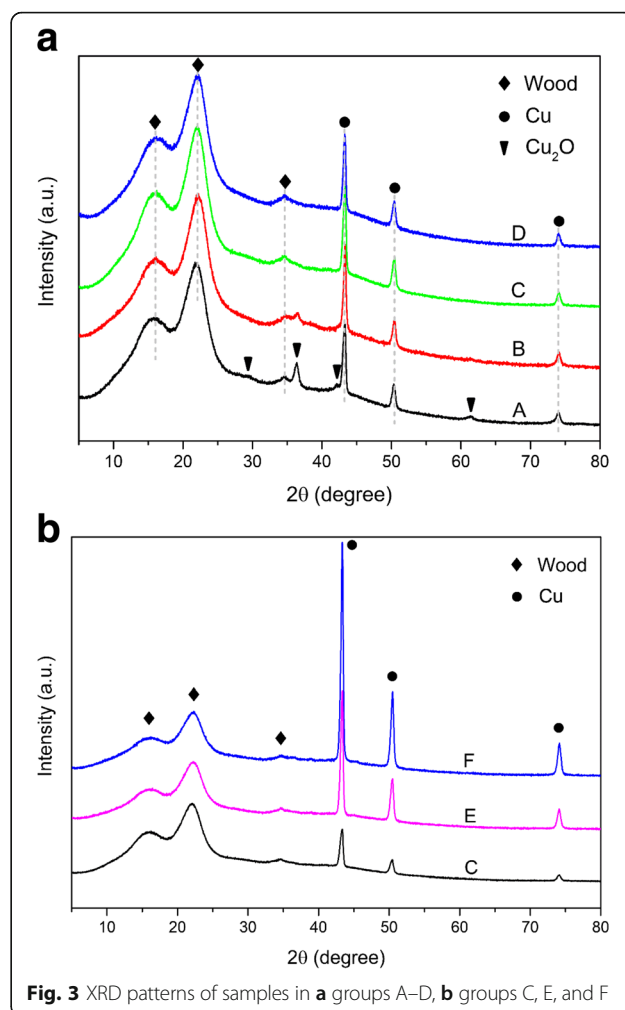 a
◆ Wood
● Cu
▼ Cu₂O
Intensity (a.u.)
D
C
B
A
10 20 30 40 50 60 70 80
2θ (degree)
b
◆ Wood
● Cu
Intensity (a.u.)
F
E
C
10 20 30 40 50 60 70 80
2θ (degree)
Fig. 3 XRD patterns of samples in a groups A–D, b groups C, E, and F